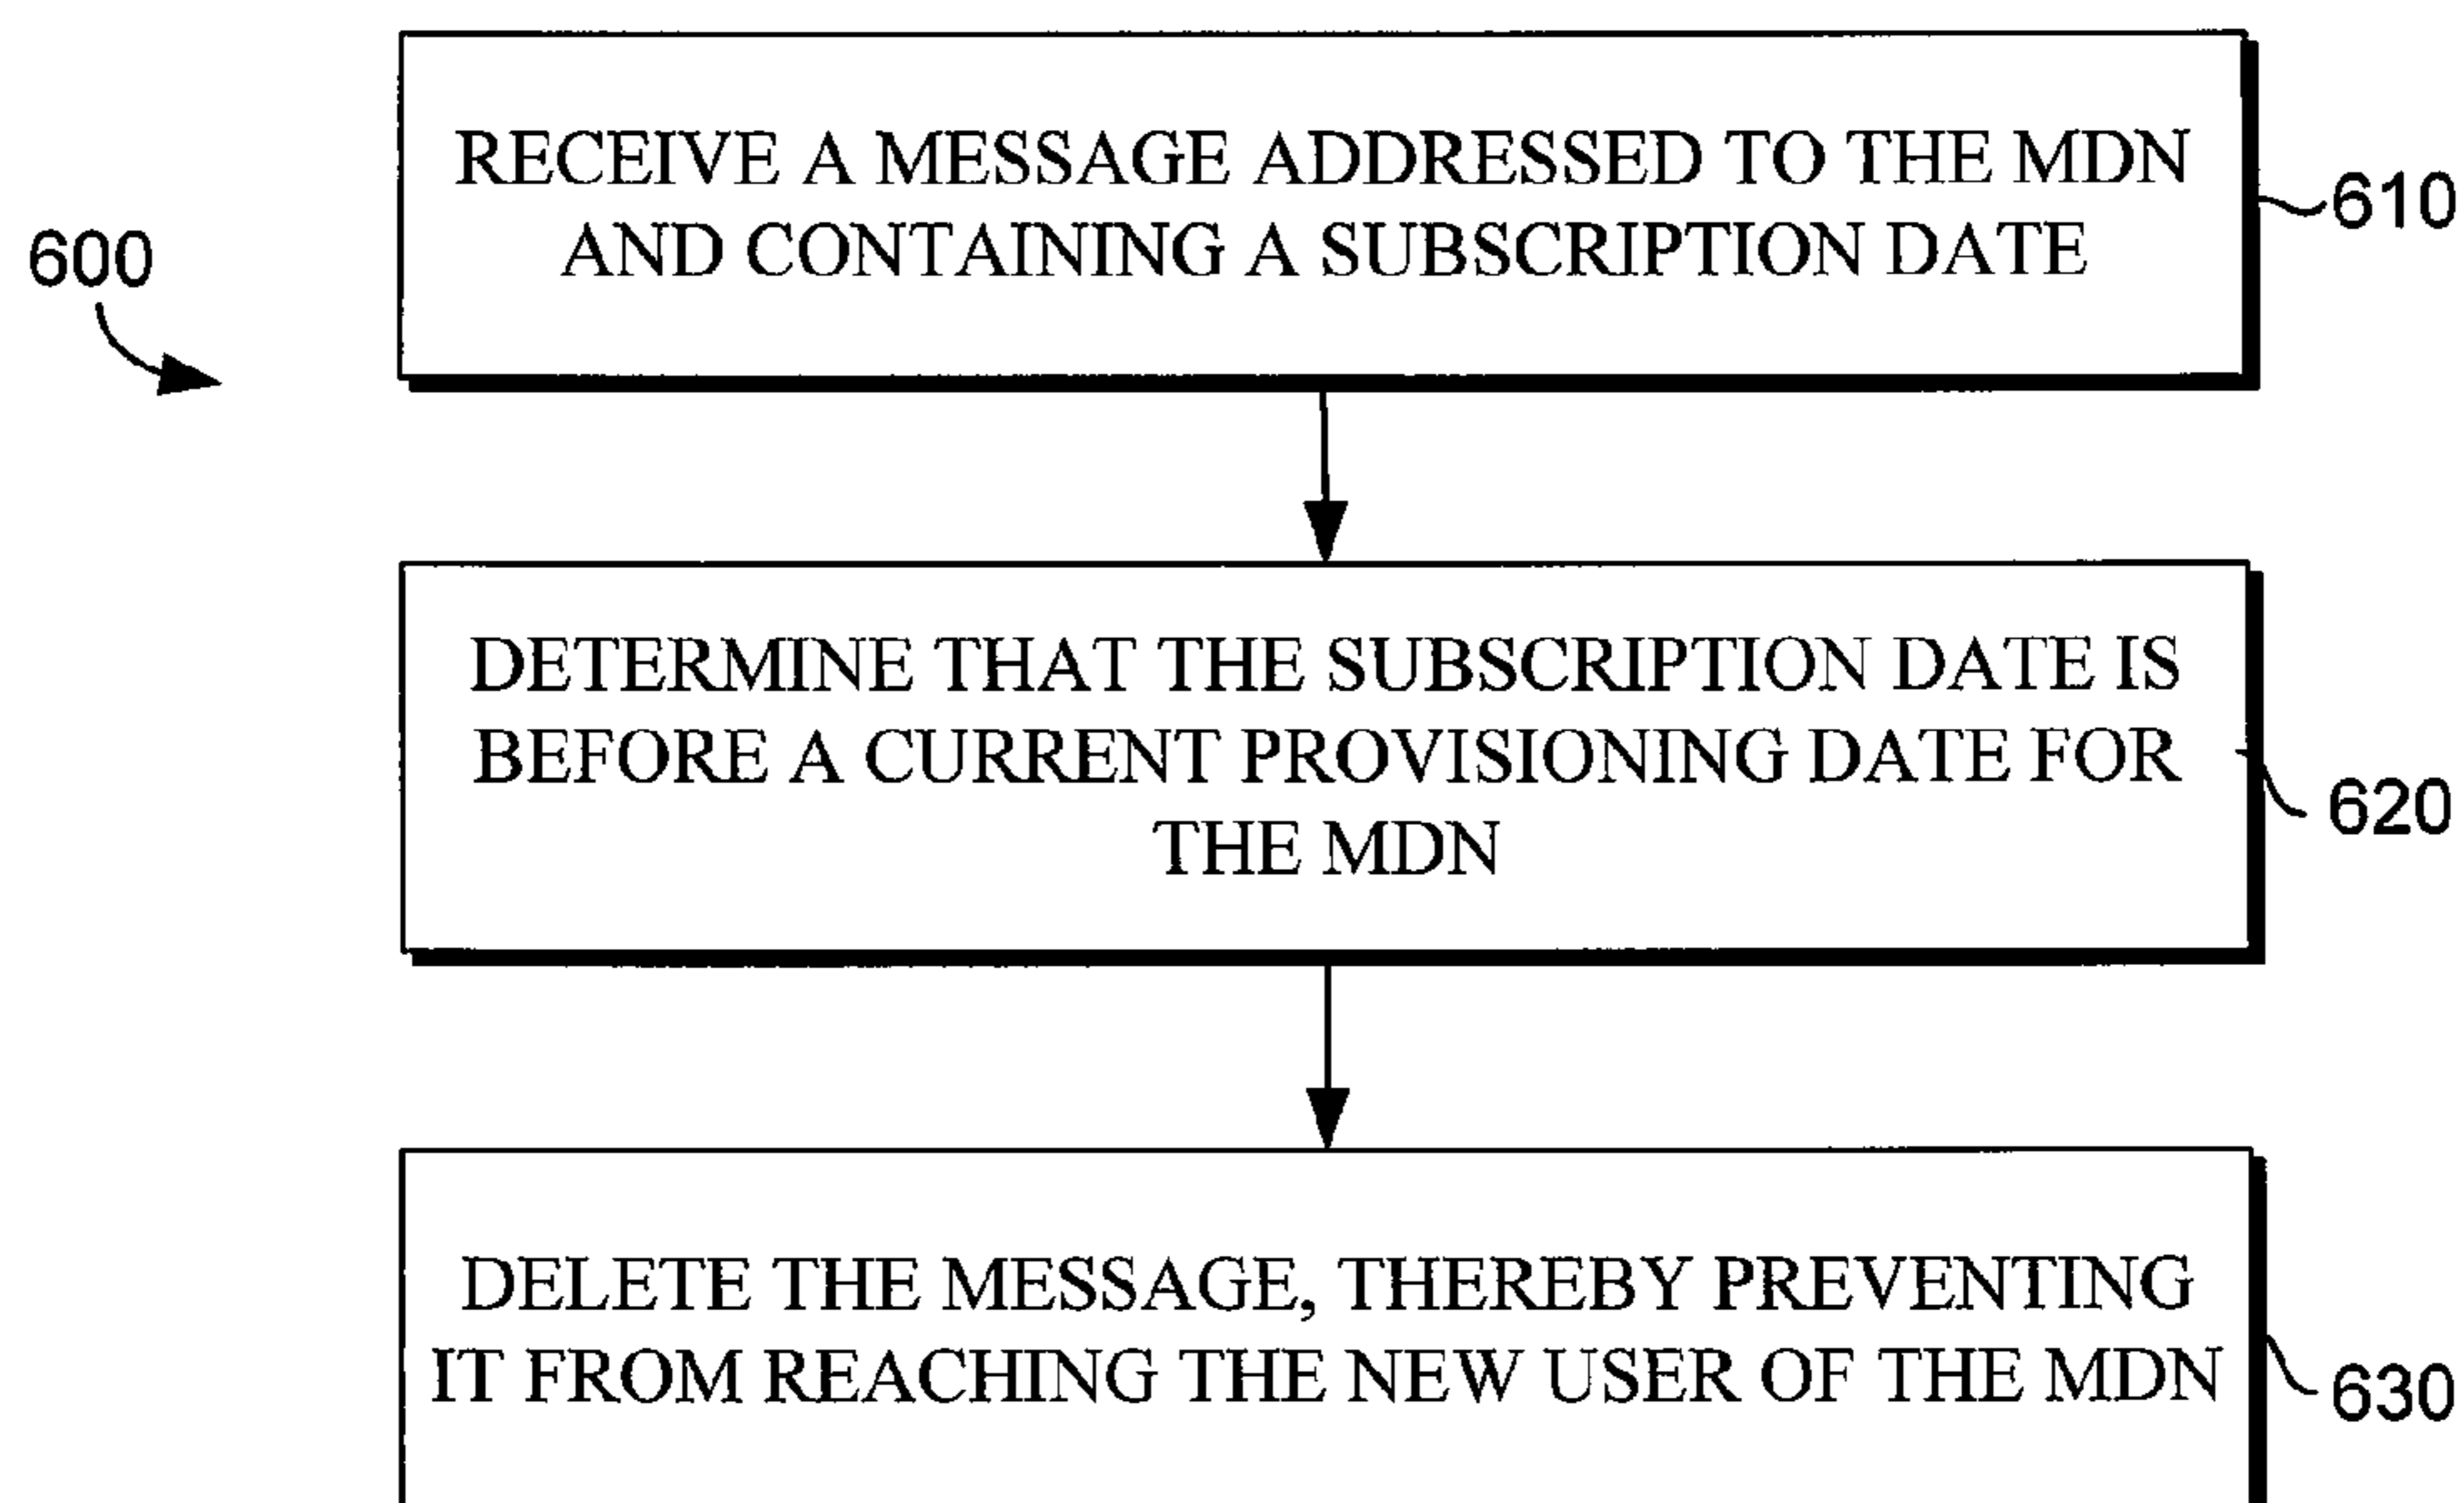 RECEIVE A MESSAGE ADDRESSED TO THE MDN
AND CONTAINING A SUBSCRIPTION DATE
610
600
DETERMINE THAT THE SUBSCRIPTION DATE IS
BEFORE A CURRENT PROVISIONING DATE FOR
THE MDN
620
DELETE THE MESSAGE, THEREBY PREVENTING
IT FROM REACHING THE NEW USER OF THE MDN
630